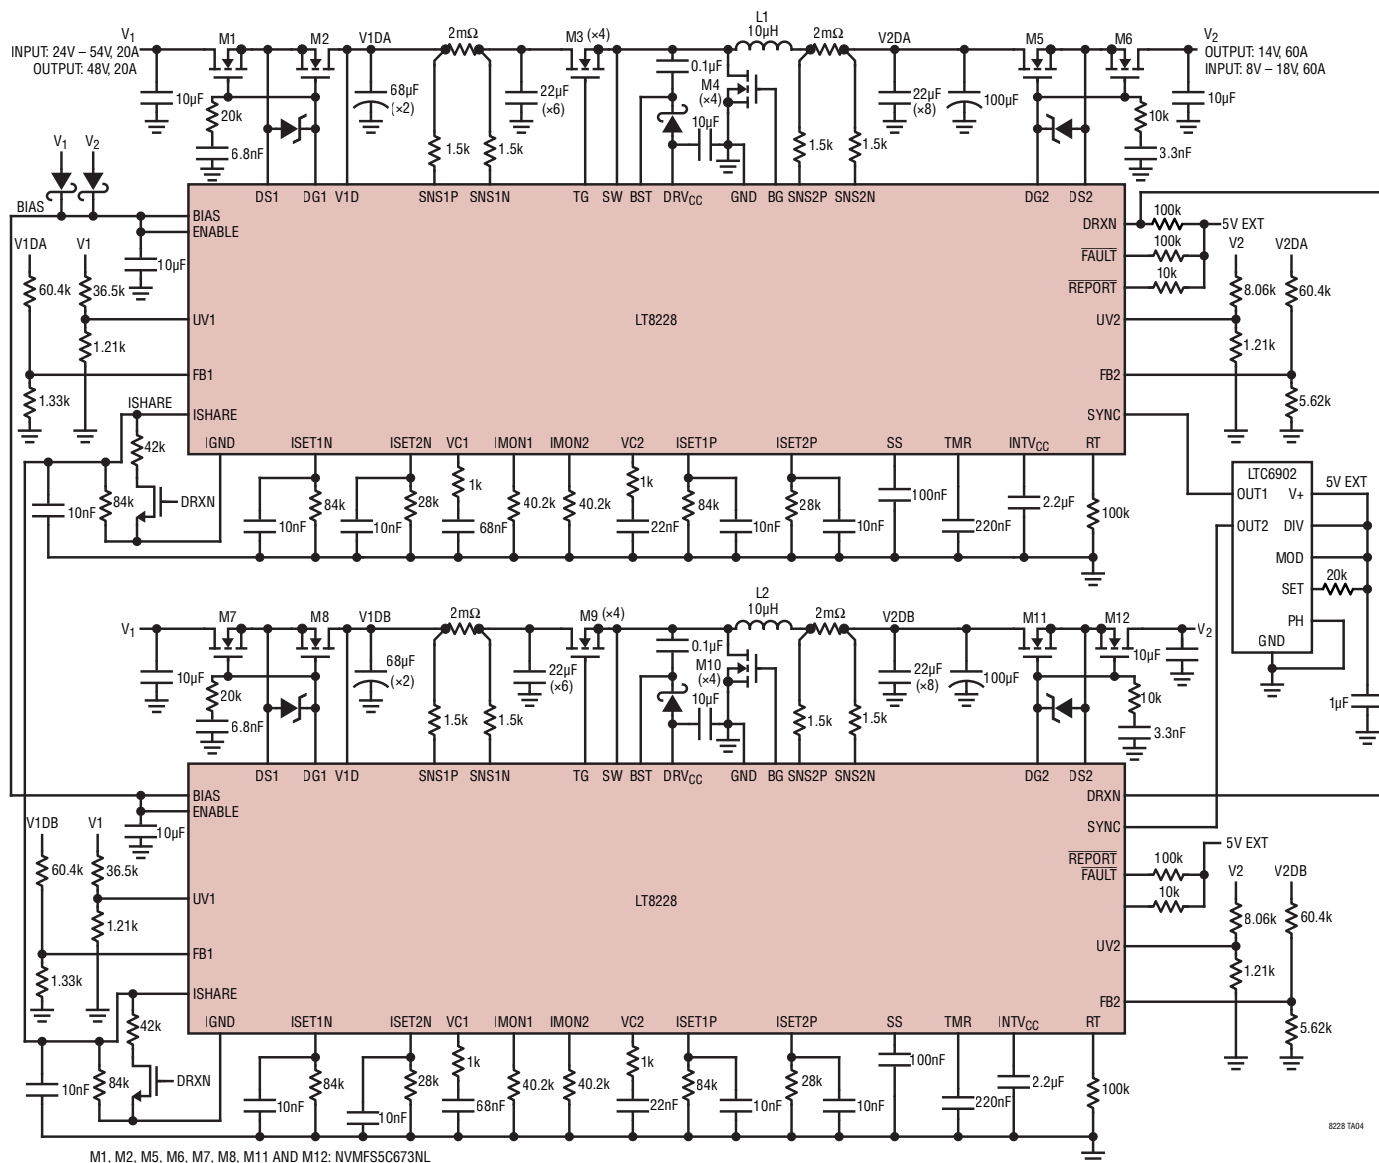 L1
10µH
V1
INPUT: 24V – 54V, 20A
OUTPUT: 48V, 20A
M1
M2
V1DA
2mΩ
M3 (×4)
2mΩ
V2DA
M5
M6
V2
OUTPUT: 14V, 60A
INPUT: 8V – 18V, 60A
10µF
20k
6.8nF
68µF
(×2)
22µF
(×6)
0.1µF
M4
(×4)
10µF
22µF
(×8)
100µF
10k
10µF
3.3nF
1.5k
1.5k
1.5k
1.5k
V1
V2
BIAS
DS1
DG1
V1D
SNS1P
SNS1N
TG
SW
BST
DRVCC
GND
BG
SNS2P
SNS2N
DG2
DS2
BIAS
ENABLE
UV1
FB1
ISHARE
LT8228
DRXN
FAULT
REPORT
UV2
FB2
SYNC
100k
100k
10k
5V EXT
V1DA
V1
10µF
60.4k
36.5k
1.21k
1.33k
V2
V2DA
8.06k
60.4k
1.21k
5.62k
ISHARE
42k
84k
10nF
DRXN
IGND
ISET1N
ISET2N
VC1
IMON1
IMON2
VC2
ISET1P
ISET2P
SS
TMR
INTVCC
RT
10nF
84k
10nF
28k
1k
68nF
40.2k
40.2k
1k
22nF
84k
10nF
28k
10nF
100nF
220nF
2.2µF
100k
LTC6902
OUT1
V+
OUT2
DIV
MOD
SET
PH
GND
5V EXT
20k
1µF
L2
10µH
V1
M7
M8
V1DB
2mΩ
M9 (×4)
2mΩ
V2DB
M11
M12
V2
10µF
20k
6.8nF
68µF
(×2)
22µF
(×6)
0.1µF
M10
(×4)
10µF
22µF
(×8)
100µF
10µF
10k
3.3nF
1.5k
1.5k
1.5k
1.5k
DS1
DG1
V1D
SNS1P
SNS1N
TG
SW
BST
DRVCC
GND
BG
SNS2P
SNS2N
DG2
DS2
BIAS
ENABLE
UV1
FB1
ISHARE
LT8228
DRXN
SYNC
REPORT
FAULT
UV2
FB2
100k
10k
5V EXT
V1DB
V1
10µF
60.4k
36.5k
1.21k
1.33k
V2
V2DB
8.06k
60.4k
1.21k
5.62k
42k
84k
10nF
DRXN
IGND
ISET1N
ISET2N
VC1
IMON1
IMON2
VC2
ISET1P
ISET2P
SS
TMR
INTVCC
RT
10nF
84k
10nF
28k
1k
68nF
40.2k
40.2k
1k
22nF
84k
10nF
28k
10nF
100nF
220nF
2.2µF
100k
8228 TA04
M1, M2, M5, M6, M7, M8, M11 AND M12: NVMFS5C673NL